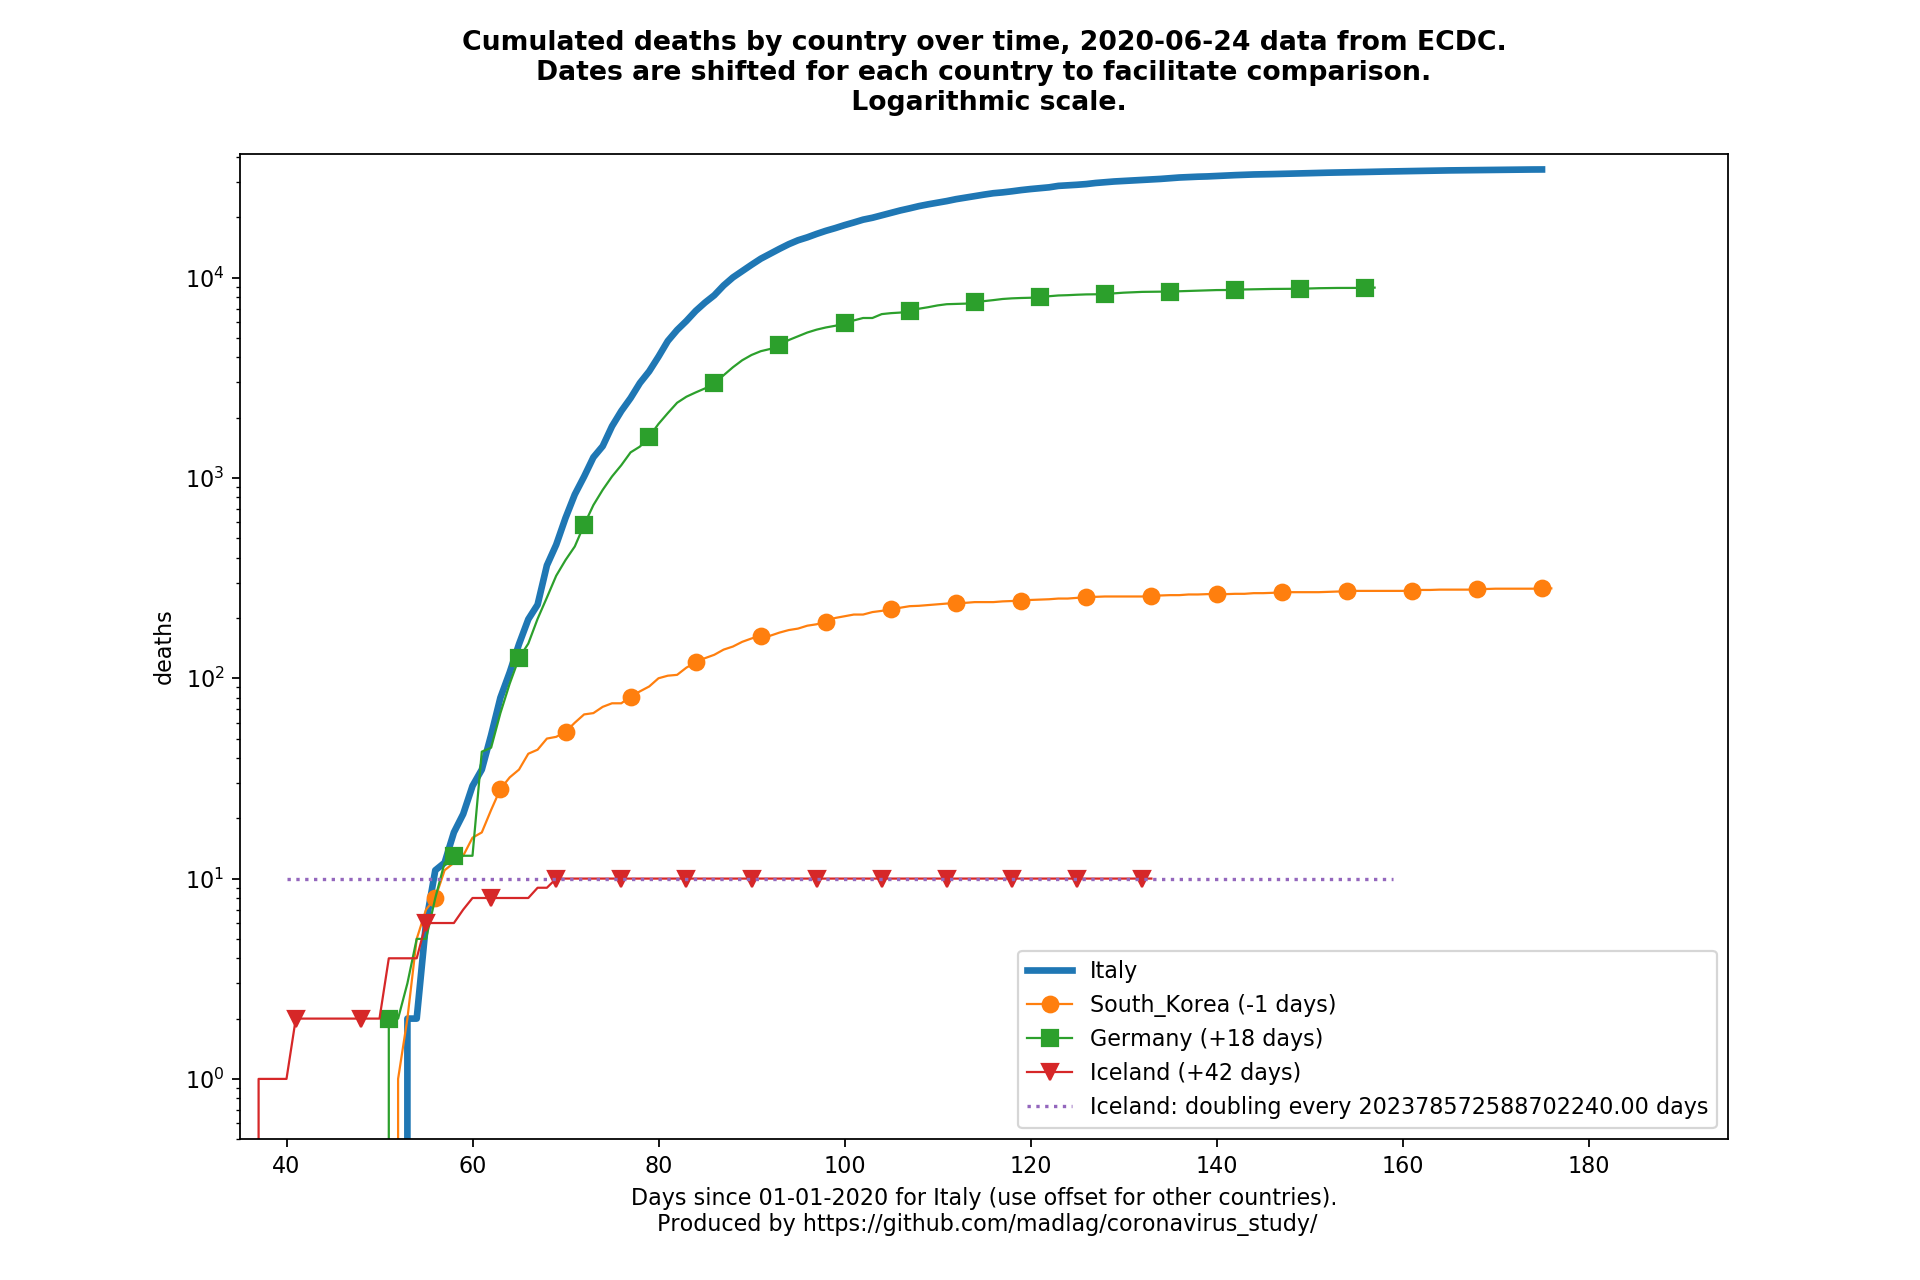 Cumulated deaths by country over time, 2020-06-24 data from ECDC.
Dates are shifted for each country to facilitate comparison.
Logarithmic scale.
deaths
10^4
10^3
10^2
10^1
10^0
Italy
South_Korea (-1 days)
Germany (+18 days)
Iceland (+42 days)
Iceland: doubling every 202378572588702240.00 days
40 60 80 100 120 140 160 180
Days since 01-01-2020 for Italy (use offset for other countries).
Produced by https://github.com/madlag/coronavirus_study/